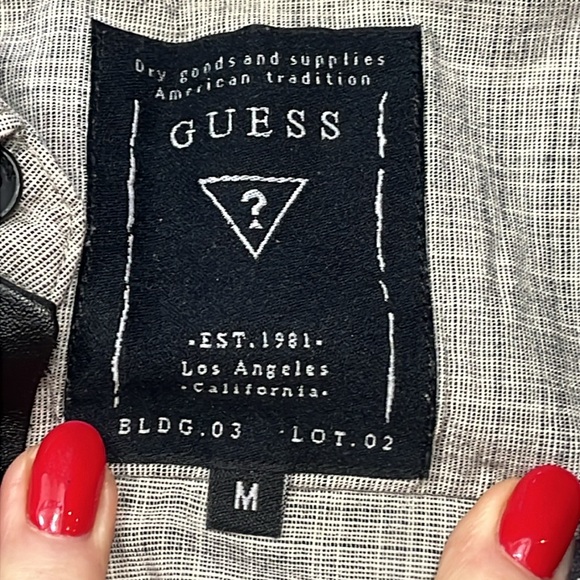 Dry goods and supplies
American tradition
GUESS
?
·EST.1981·
Los Angeles
·California·
BLDG.03 LOT.02
M